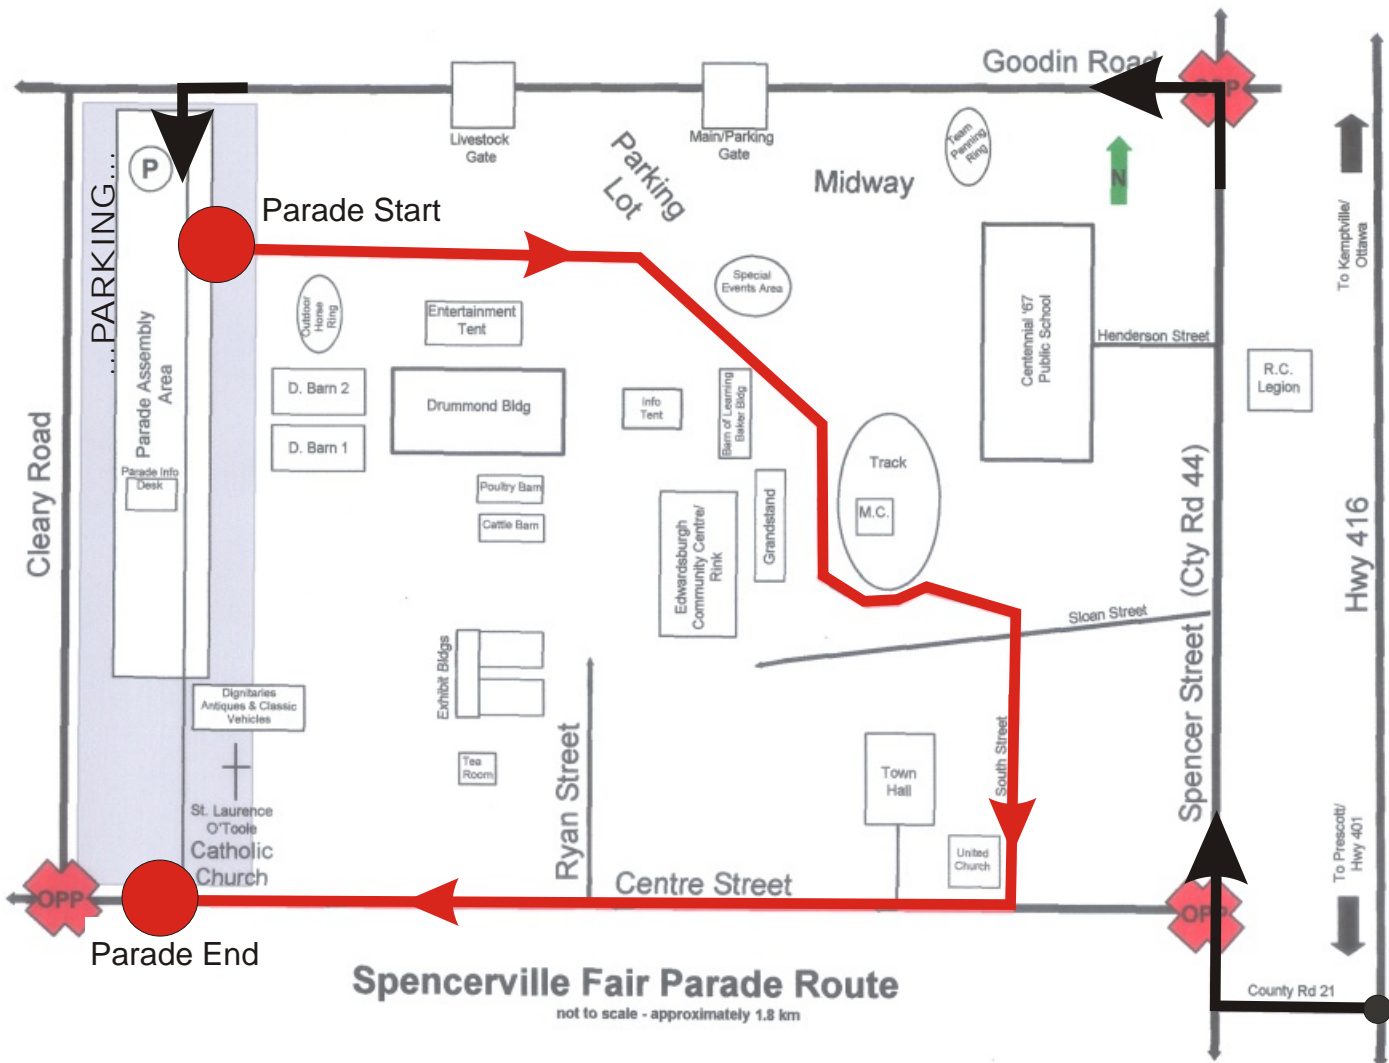 Goodin Road
OPP
Livestock
Gate
Main/Parking
Gate
Team
Penning
Ring
Parking
Lot
Midway
N
P
...PARKING...
Parade Start
To Kemptville/
Ottawa
Special
Events Area
Outdoor
Horse
Ring
Entertainment
Tent
Centennial '67
Public School
Henderson Street
R.C.
Legion
Parade Assembly
Area
D. Barn 2
Drummond Bldg
Info
Tent
Barn of Learning
Baker Bldg
D. Barn 1
Track
Parade Info
Desk
Poultry Barn
Cattle Barn
M.C.
Grandstand
Edwardsburgh
Community Centre/
Rink
Cleary Road
Spencer Street (Cty Rd 44)
Hwy 416
Sloan Street
Exhibit Bldgs
Dignitaries
Antiques & Classic
Vehicles
Tea
Room
Ryan Street
South Street
Town
Hall
St. Laurence
O'Toole
Catholic
Church
United
Church
To Prescott/
Hwy 401
OPP
Centre Street
OPP
Parade End
County Rd 21
Spencerville Fair Parade Route
not to scale - approximately 1.8 km